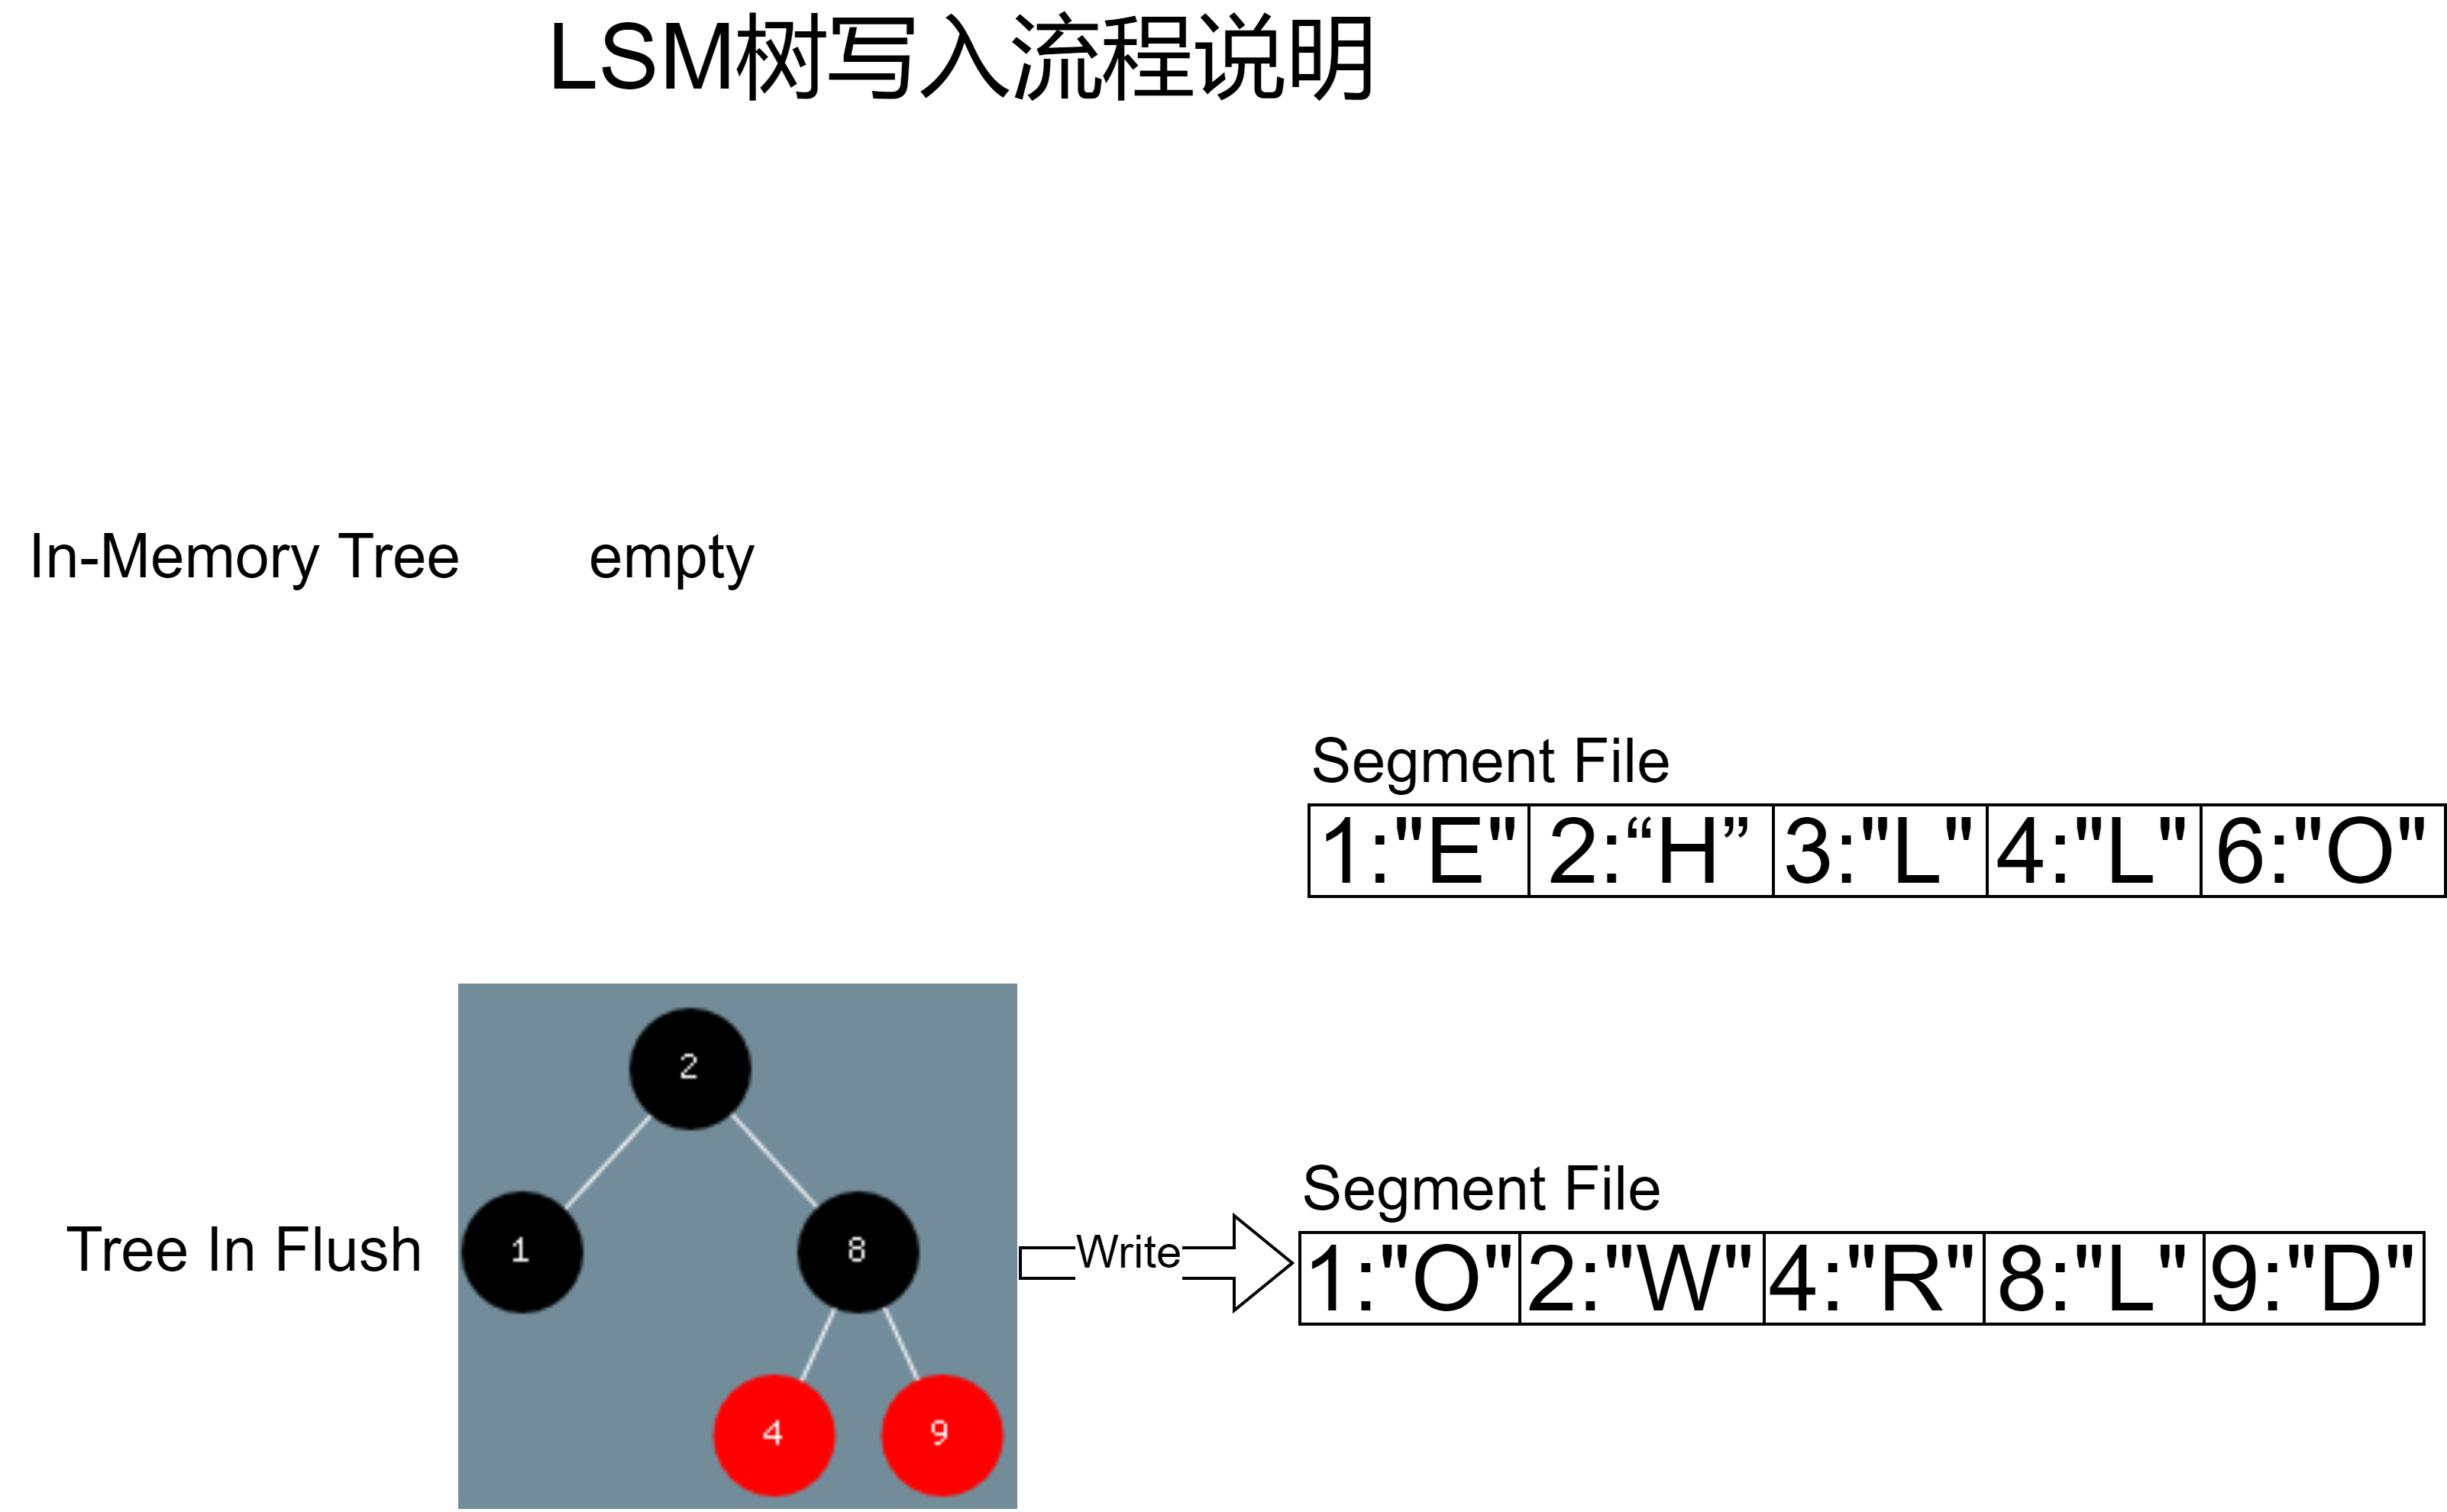 LSM树写入流程说明
In-Memory Tree empty
Segment File
1:"E" 2:“H” 3:"L" 4:"L" 6:"O"
2
Tree In Flush
1 8
4 9
Write
Segment File
1:"O" 2:"W" 4:"R" 8:"L" 9:"D"